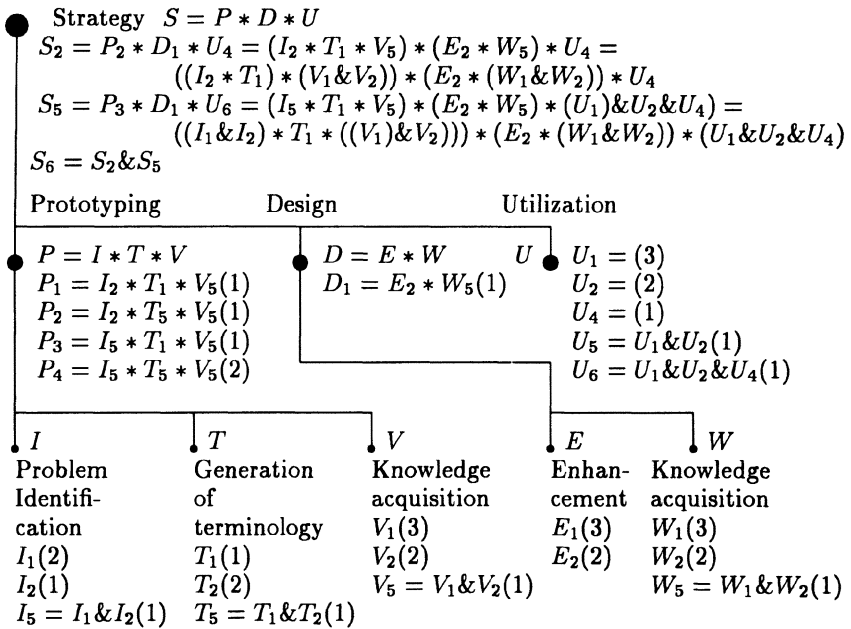 Strategy S = P * D * U
S₂ = P₂ * D₁ * U₄ = (I₂ * T₁ * V₅) * (E₂ * W₅) * U₄ =
((I₂ * T₁) * (V₁&V₂)) * (E₂ * (W₁&W₂)) * U₄
S₅ = P₃ * D₁ * U₆ = (I₅ * T₁ * V₅) * (E₂ * W₅) * (U₁)&U₂&U₄) =
((I₁&I₂) * T₁ * ((V₁)&V₂))) * (E₂ * (W₁&W₂)) * (U₁&U₂&U₄)
S₆ = S₂&S₅
Prototyping Design Utilization
P = I * T * V
P₁ = I₂ * T₁ * V₅(1)
P₂ = I₂ * T₅ * V₅(1)
P₃ = I₅ * T₁ * V₅(1)
P₄ = I₅ * T₅ * V₅(2)
D = E * W
D₁ = E₂ * W₅(1)
U
U₁ = (3)
U₂ = (2)
U₄ = (1)
U₅ = U₁&U₂(1)
U₆ = U₁&U₂&U₄(1)
I
Problem
Identifi-
cation
I₁(2)
I₂(1)
I₅ = I₁&I₂(1)
T
Generation
of
terminology
T₁(1)
T₂(2)
T₅ = T₁&T₂(1)
V
Knowledge
acquisition
V₁(3)
V₂(2)
V₅ = V₁&V₂(1)
E
Enhan-
cement
E₁(3)
E₂(2)
W
Knowledge
acquisition
W₁(3)
W₂(2)
W₅ = W₁&W₂(1)